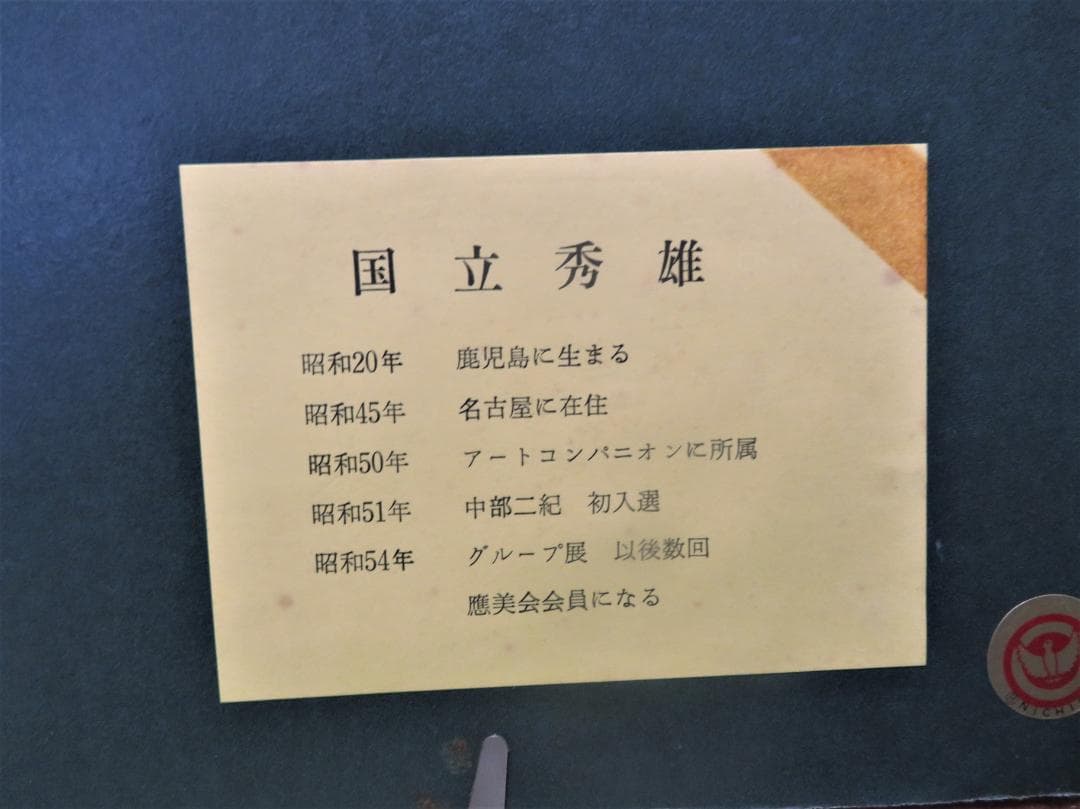 国立秀雄
昭和20年 鹿児島に生まる
昭和45年 名古屋に在住
昭和50年 アートコンパニオンに所属
昭和51年 中部二紀 初入選
昭和54年 グループ展 以後数回
應美会会員になる
NICHI